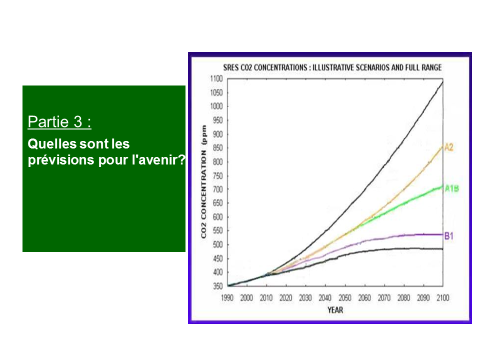 Partie 3 :
Quelles sont les
prévisions pour l'avenir?
SRES CO2 CONCENTRATIONS : ILLUSTRATIVE SCENARIOS AND FULL RANGE
CO2 CONCENTRATION (ppm
1100
1050
1000
950
900
850
800
750
700
650
600
550
500
450
400
350
A2
A1B
B1
1990 2000 2010 2020 2030 2040 2050 2060 2070 2080 2090 2100
YEAR